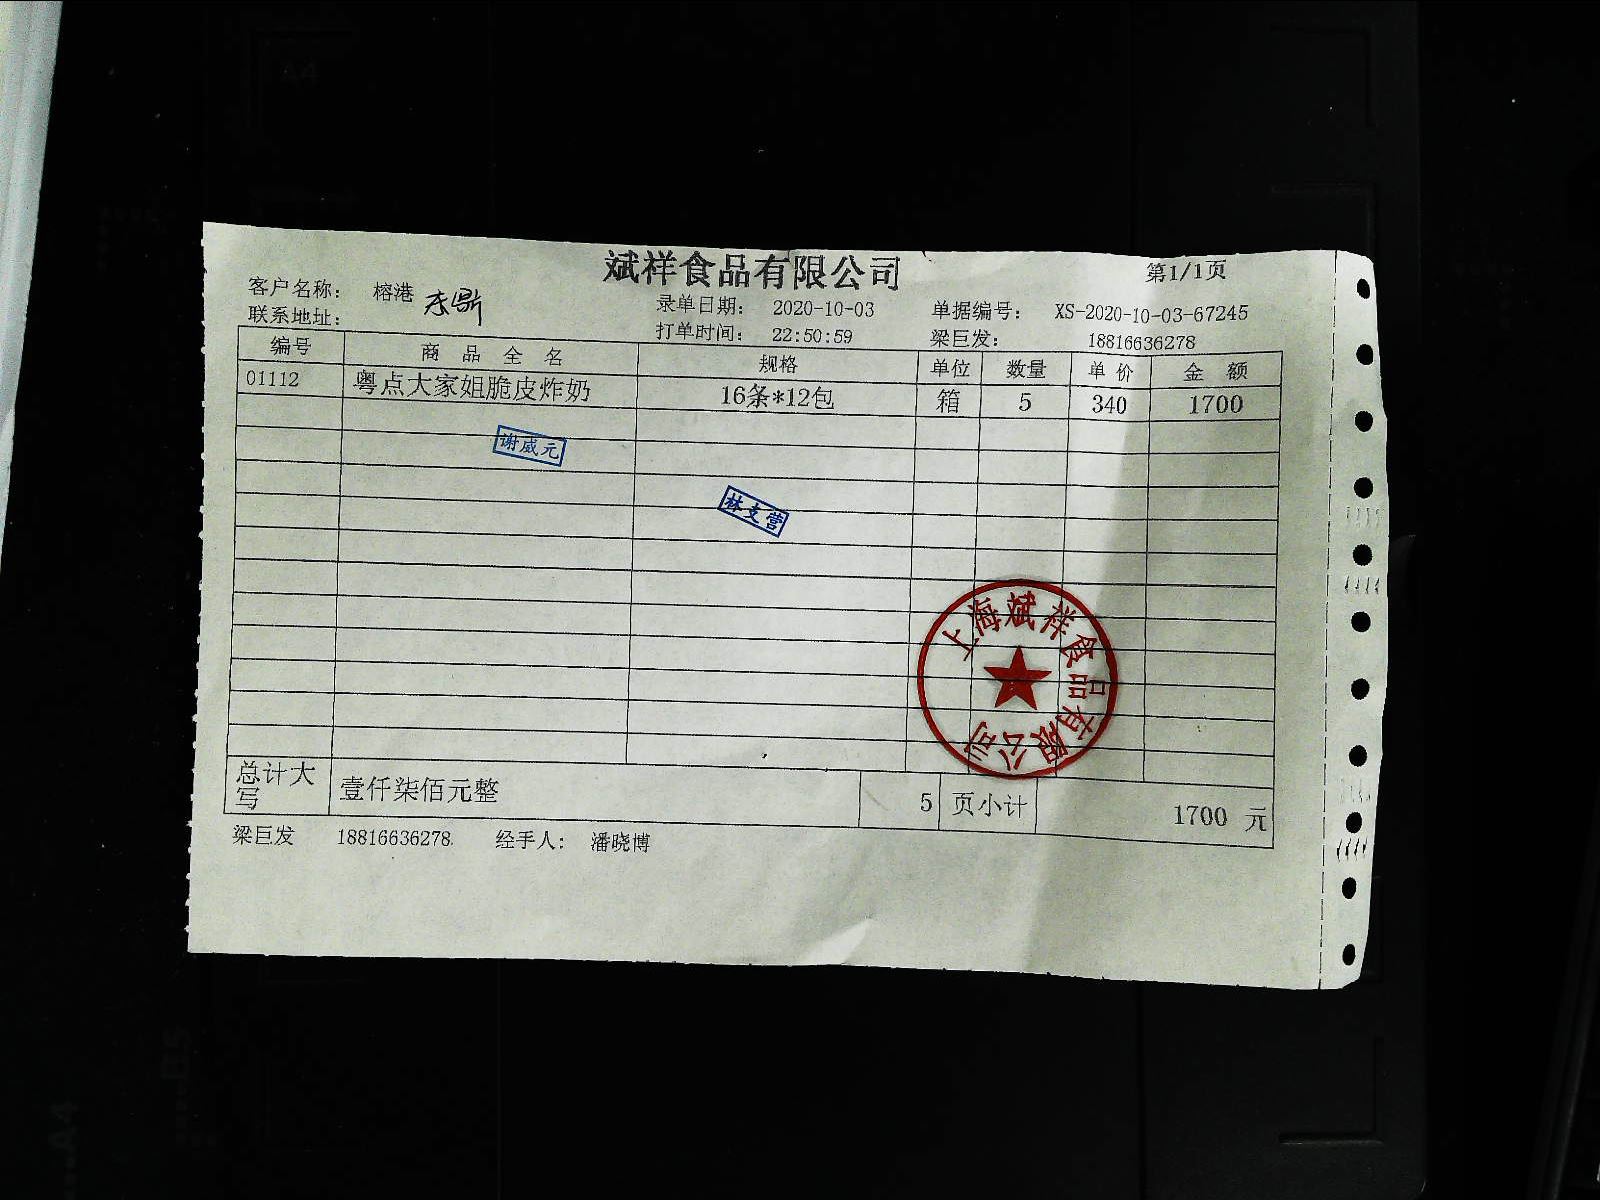 斌祥食品有限公司
第1/1页
客户名称： 榕港
录单日期： 2020-10-03 单据编号： XS-2020-10-03-67245
联系地址：
打单时间： 22:50:59 梁巨发： 18816636278
编号 商品全名 规格 单位 数量 单价 金额
01112 粤点大家姐脆皮炸奶 16条*12包 箱 5 340 1700
谢威元
林支营
上海斌祥食品有限公司
总计大写 壹仟柒佰元整 5 页小计 1700 元
梁巨发 18816636278 经手人： 潘晓博